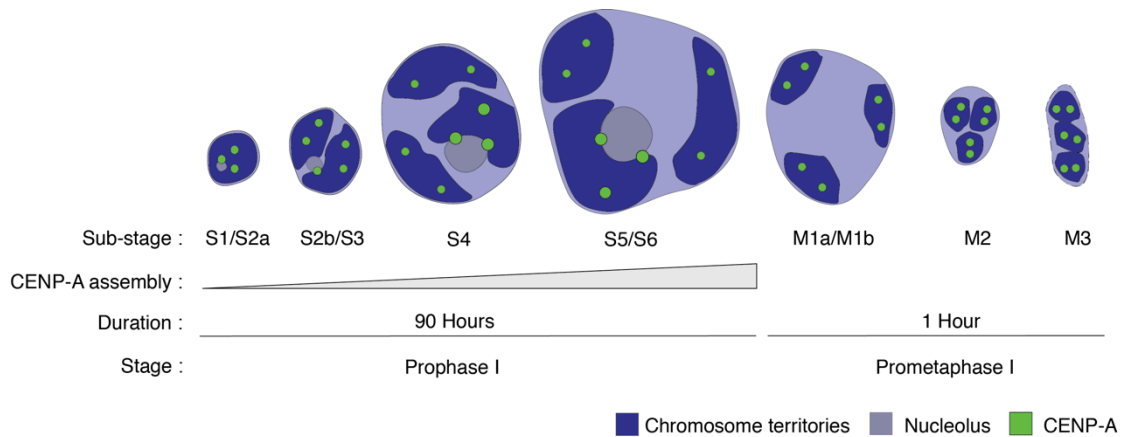 Sub-stage : S1/S2a S2b/S3 S4 S5/S6 M1a/M1b M2 M3
CENP-A assembly :
Duration : 90 Hours 1 Hour
Stage : Prophase I Prometaphase I
Chromosome territories Nucleolus CENP-A